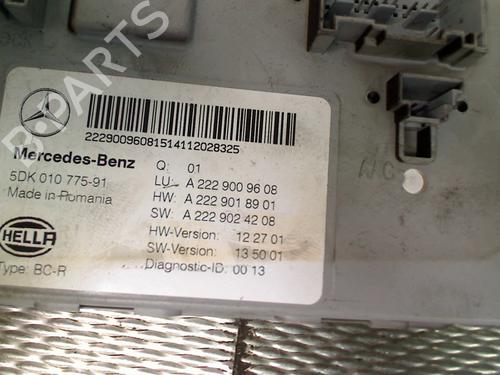 B-PARTS
22290096081514112028325
Mercedes-Benz
5DK 010 775-91
Made in Romania
HELLA
Type: BC-R
Q: 01
LU: A 222 900 96 08
HW: A 222 901 89 01
SW: A 222 902 42 08
HW-Version: 12 27 01
SW-Version: 13 50 01
Diagnostic-ID: 00 13